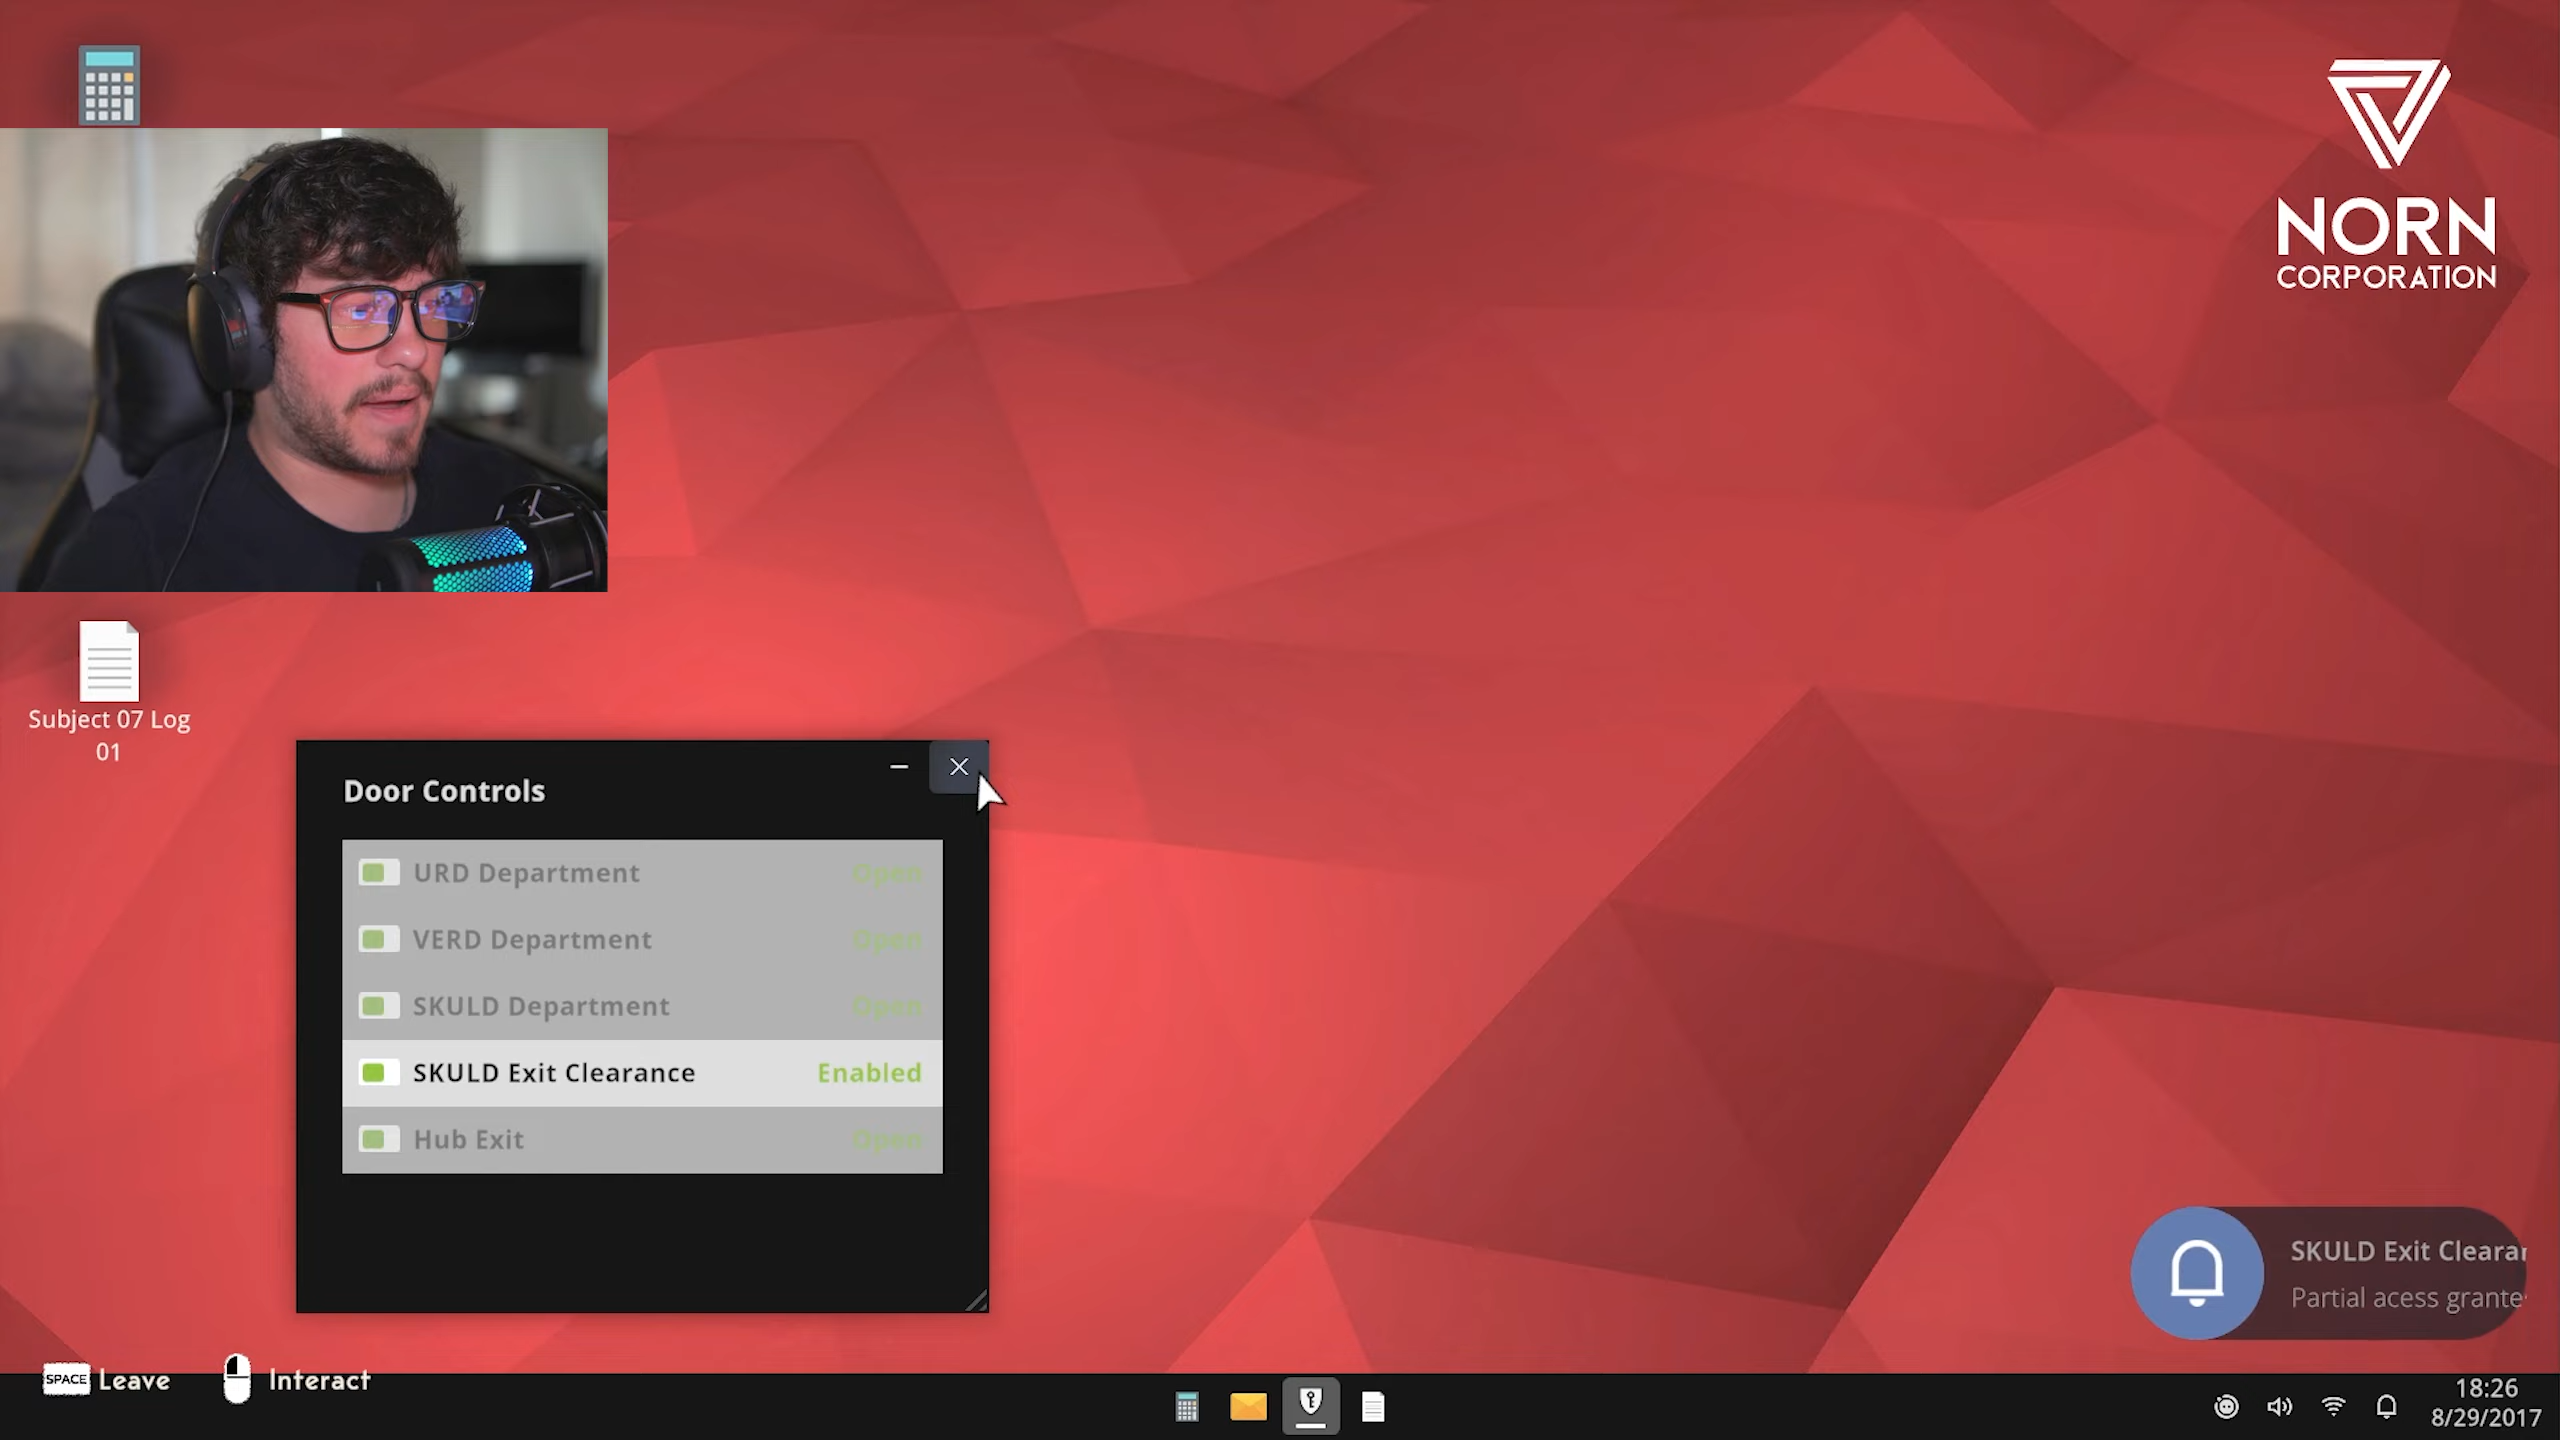 NORN
CORPORATION
Subject 07 Log
01
Door Controls
URD Department Open
VERD Department Open
SKULD Department Open
SKULD Exit Clearance Enabled
Hub Exit Open
SKULD Exit Clearan
Partial acess grante
SPACE Leave Interact
18:26
8/29/2017